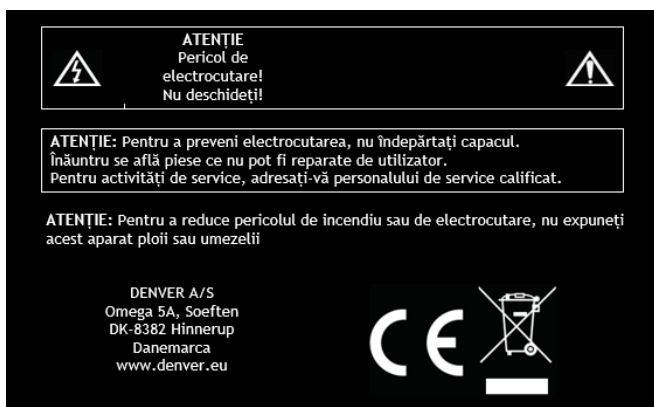 ATENȚIE
Pericol de
electrocutare!
Nu deschideți!
ATENȚIE: Pentru a preveni electrocutarea, nu îndepărtați capacul.
Înăuntru se află piese ce nu pot fi reparate de utilizator.
Pentru activități de service, adresați-vă personalului de service calificat.
ATENȚIE: Pentru a reduce pericolul de incendiu sau de electrocutare, nu expuneți
acest aparat ploii sau umezelii
DENVER A/S
Omega 5A, Soeften
DK-8382 Hinnerup
Danemarca
www.denver.eu
CE